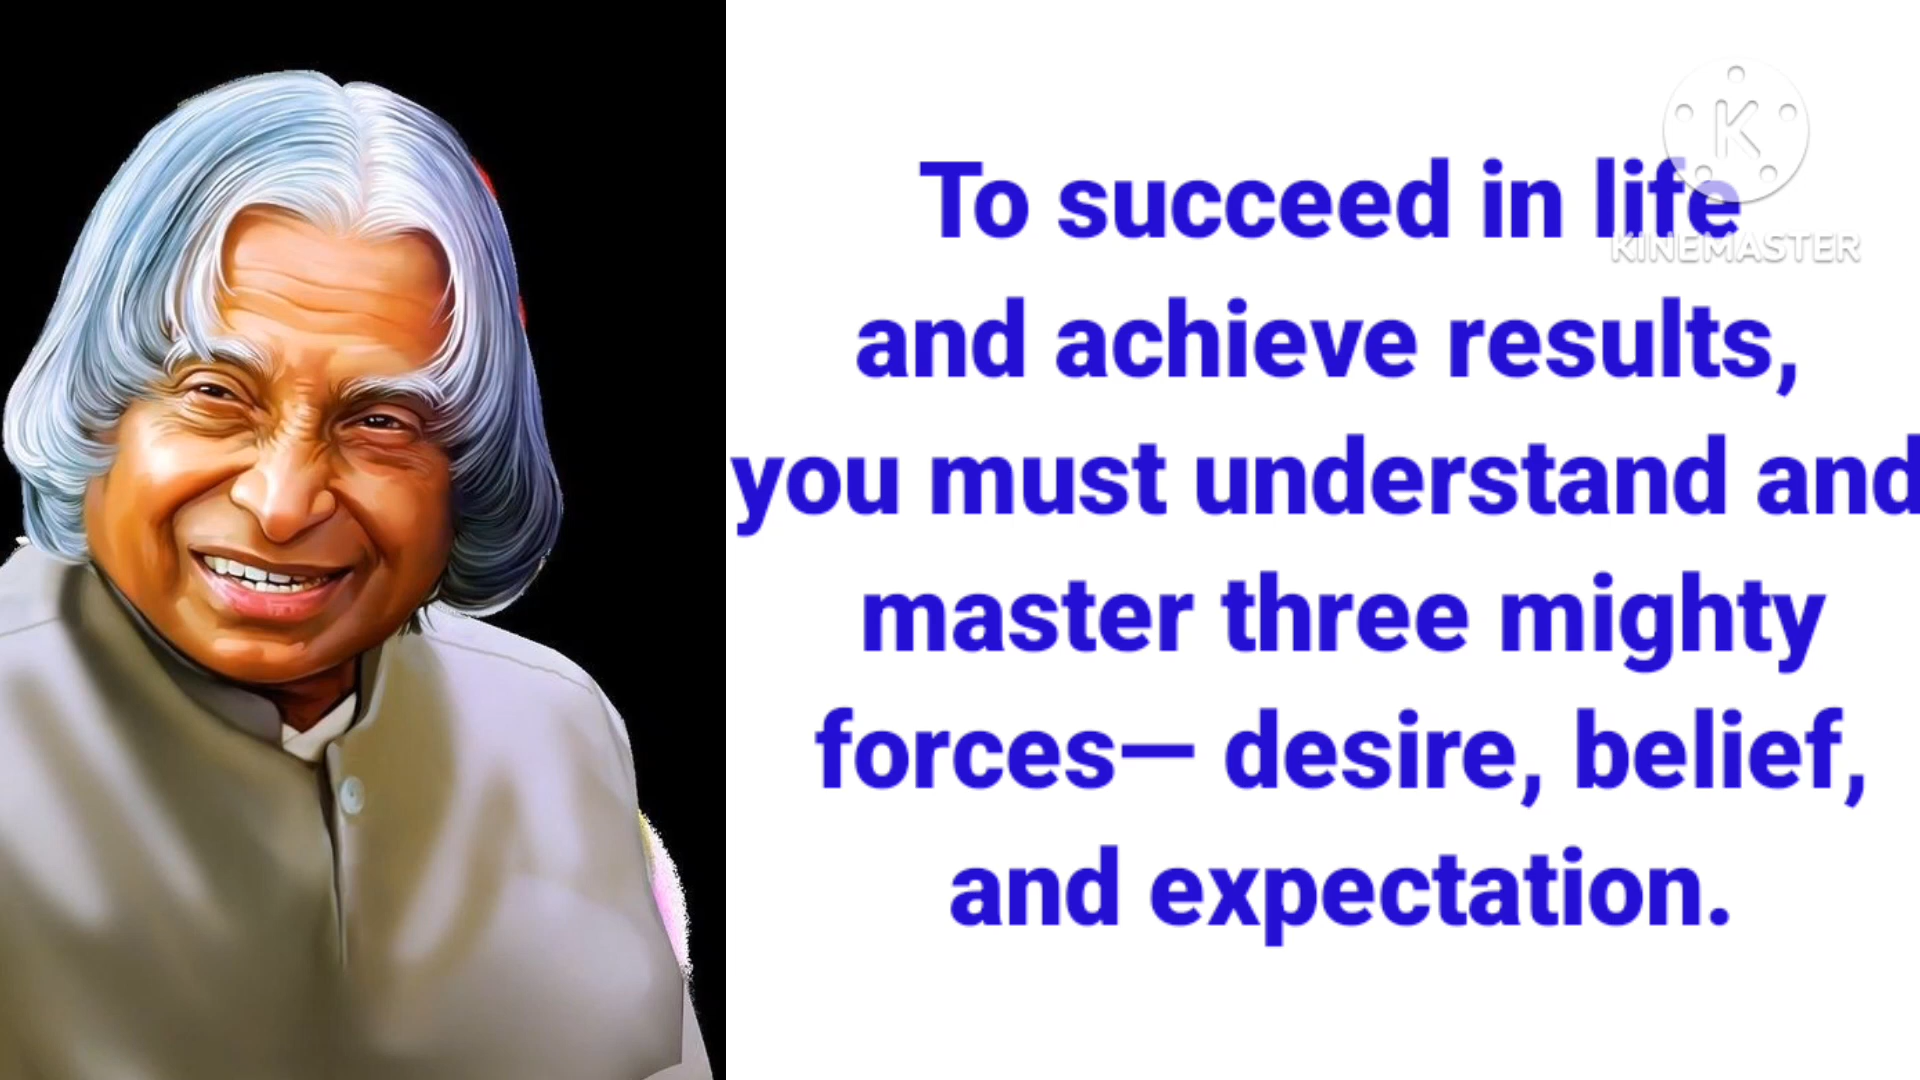 K
KINEMASTER
To succeed in life
and achieve results,
you must understand and
master three mighty
forces— desire, belief,
and expectation.